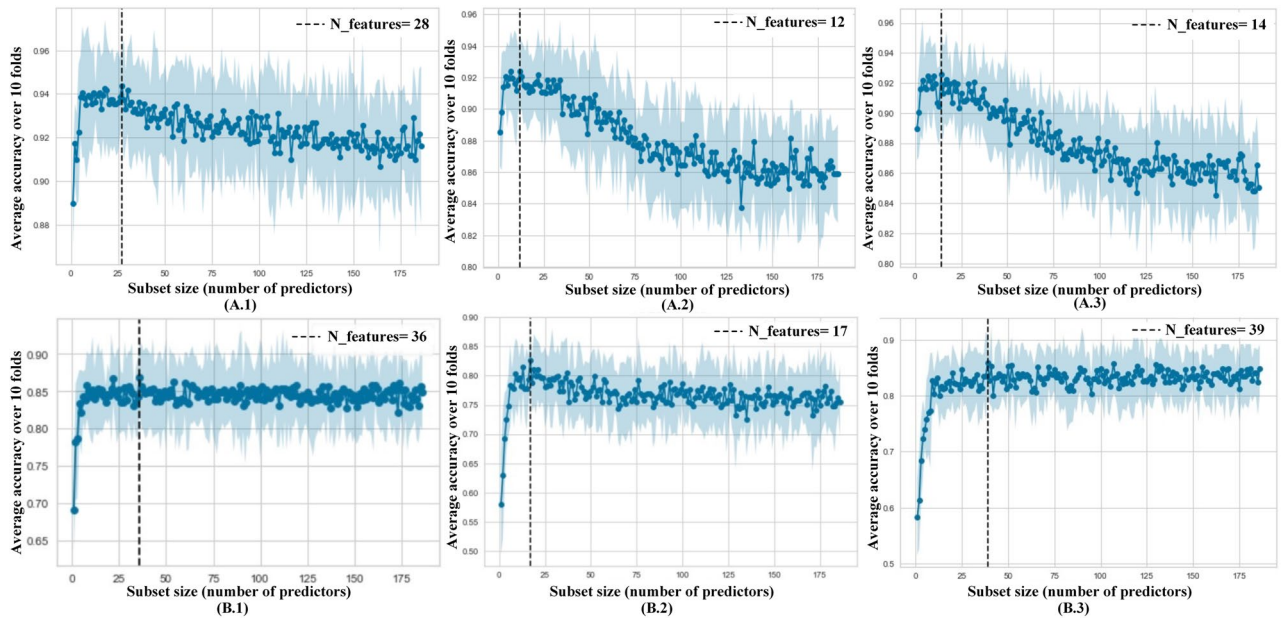 N_features= 28
Average accuracy over 10 folds
0.96
0.94
0.92
0.90
0.88
0 25 50 75 100 125 150 175
Subset size (number of predictors)
(A.1)
N_features= 12
Average accuracy over 10 folds
0.96
0.94
0.92
0.90
0.88
0.86
0.84
0.82
0.80
0 25 50 75 100 125 150 175
Subset size (number of predictors)
(A.2)
N_features= 14
Average accuracy over 10 folds
0.96
0.94
0.92
0.90
0.88
0.86
0.84
0.82
0.80
0 25 50 75 100 125 150 175
Subset size (number of predictors)
(A.3)
N_features= 36
Average accuracy over 10 folds
0.90
0.85
0.80
0.75
0.70
0.65
0 25 50 75 100 125 150 175
Subset size (number of predictors)
(B.1)
N_features= 17
Average accuracy over 10 folds
0.90
0.85
0.80
0.75
0.70
0.65
0.60
0.55
0.50
0 25 50 75 100 125 150 175
Subset size (number of predictors)
(B.2)
N_features= 39
Average accuracy over 10 folds
0.9
0.8
0.7
0.6
0.5
0 25 50 75 100 125 150 175
Subset size (number of predictors)
(B.3)